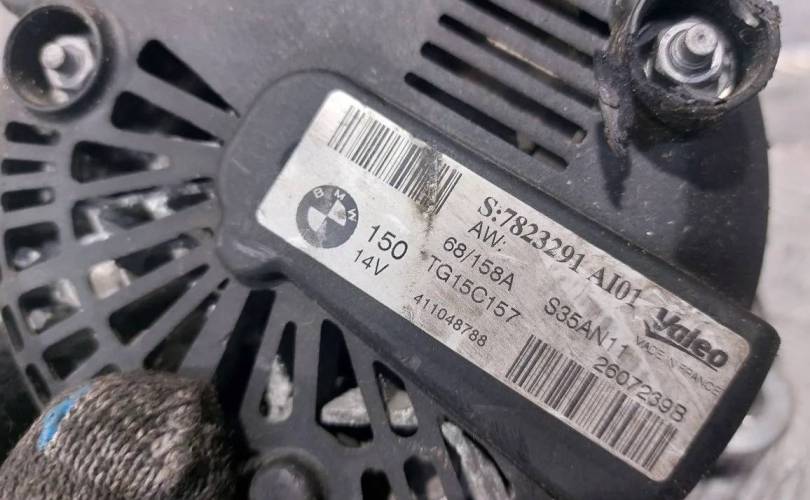 BMW
150
14V
S:7823291 AI01
AW:
68/158A
TG15C157 S35AN11
411048788
Valeo
MADE IN FRANCE
2607239B